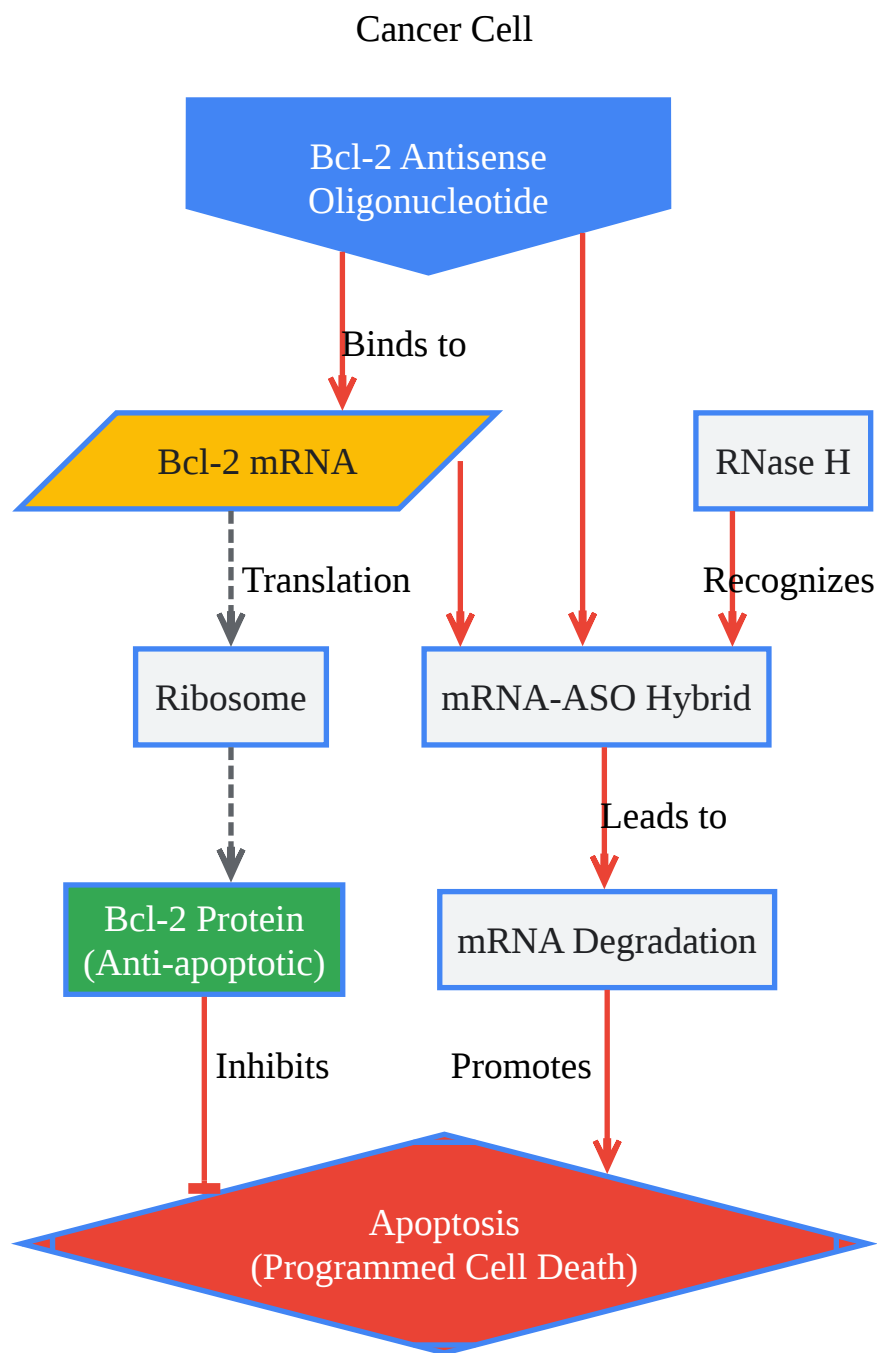 Cancer Cell
Bcl-2 Antisense
Oligonucleotide
Binds to
Bcl-2 mRNA
RNase H
Translation
Recognizes
Ribosome
mRNA-ASO Hybrid
Leads to
Bcl-2 Protein
(Anti-apoptotic)
mRNA Degradation
Inhibits
Promotes
Apoptosis
(Programmed Cell Death)